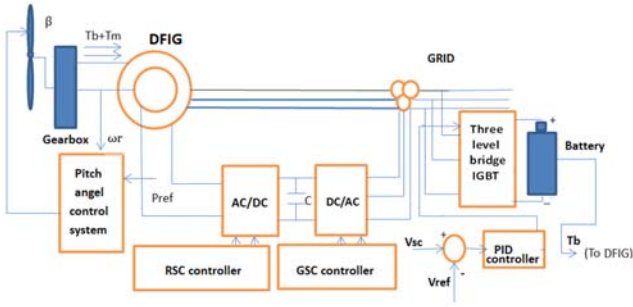 β
Tb+Tm
DFIG
GRID
Gearbox
ωr
Pitch
angel
control
system
Pref
AC/DC
C
DC/AC
Three
level
bridge
IGBT
+
Battery
–
RSC controller
GSC controller
Vsc
+
-
Vref
PID
controller
Tb
(To DFIG)